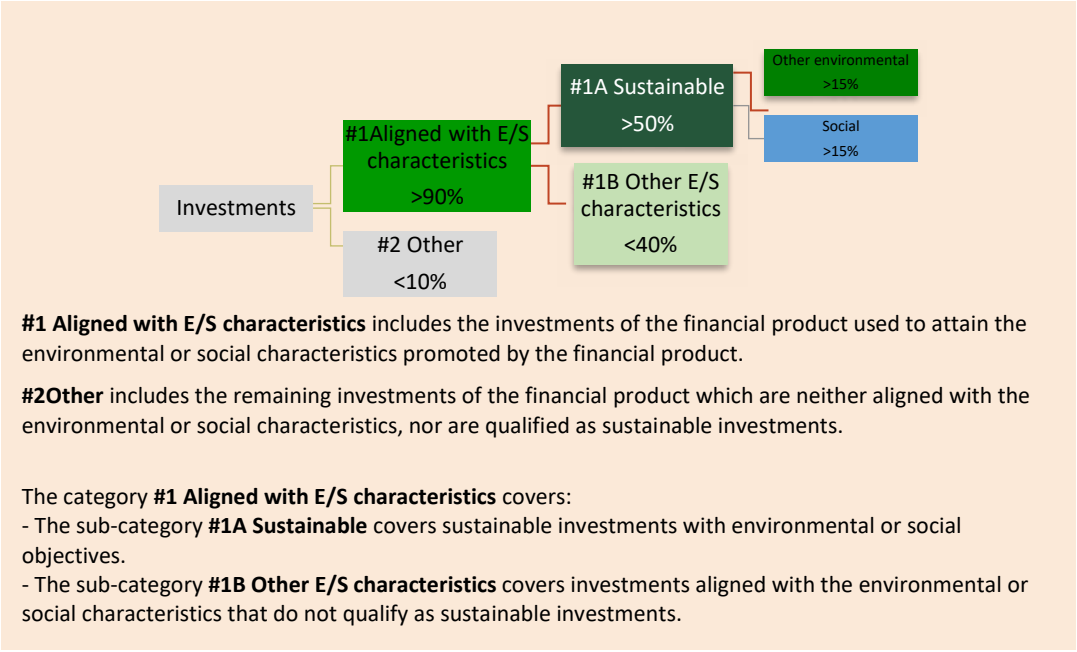 Investments
#1Aligned with E/S
characteristics
>90%
#2 Other
<10%
#1A Sustainable
>50%
#1B Other E/S
characteristics
<40%
Other environmental
>15%
Social
>15%
#1 Aligned with E/S characteristics includes the investments of the financial product used to attain the
environmental or social characteristics promoted by the financial product.
#2Other includes the remaining investments of the financial product which are neither aligned with the
environmental or social characteristics, nor are qualified as sustainable investments.
The category #1 Aligned with E/S characteristics covers:
- The sub-category #1A Sustainable covers sustainable investments with environmental or social
objectives.
- The sub-category #1B Other E/S characteristics covers investments aligned with the environmental or
social characteristics that do not qualify as sustainable investments.